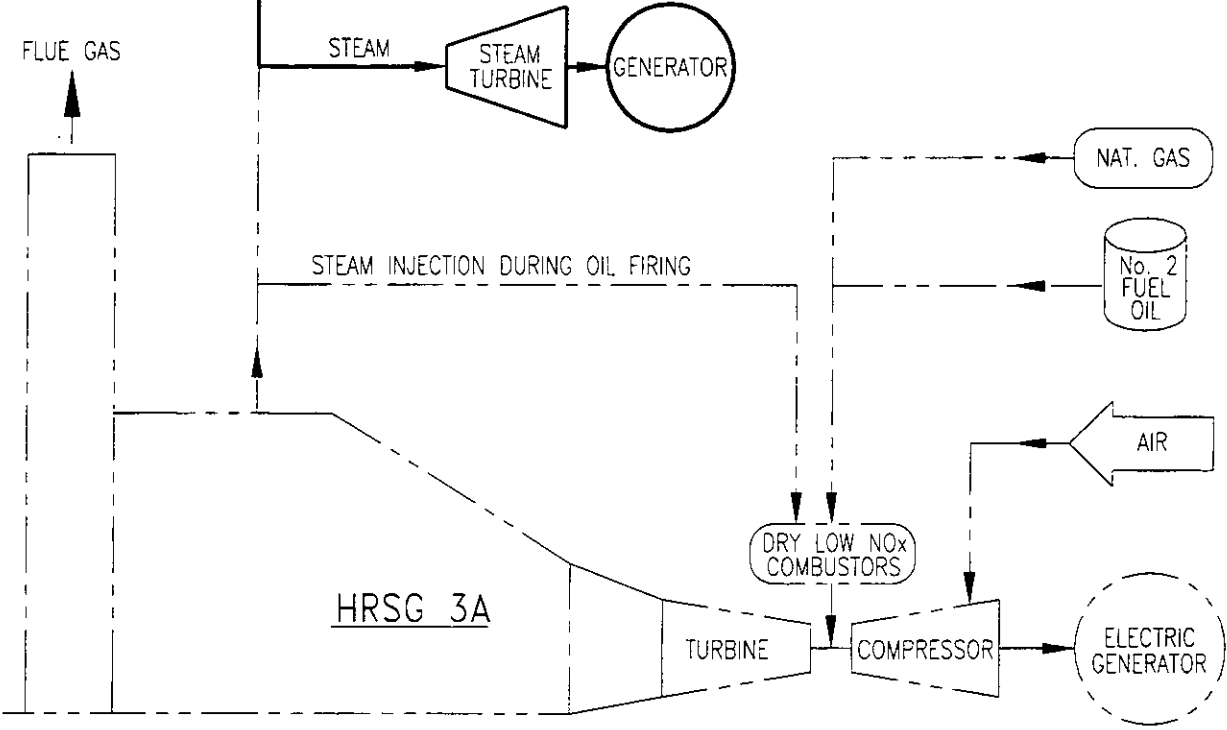 FLUE GAS
STEAM
STEAM
TURBINE
GENERATOR
NAT. GAS
STEAM INJECTION DURING OIL FIRING
No. 2
FUEL
OIL
AIR
DRY LOW NOx
COMBUSTORS
HRSG 3A
TURBINE
COMPRESSOR
ELECTRIC
GENERATOR